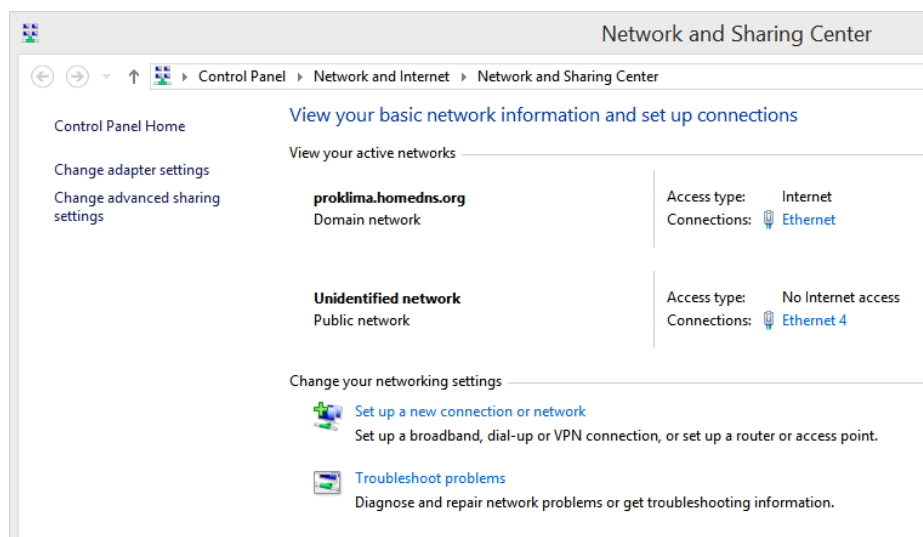 Network and Sharing Center
Control Panel Network and Internet Network and Sharing Center
Control Panel Home
Change adapter settings
Change advanced sharing
settings
View your basic network information and set up connections
View your active networks
proklima.homedns.org
Domain network
Access type: Internet
Connections: Ethernet
Unidentified network
Public network
Access type: No Internet access
Connections: Ethernet 4
Change your networking settings
Set up a new connection or network
Set up a broadband, dial-up or VPN connection, or set up a router or access point.
Troubleshoot problems
Diagnose and repair network problems or get troubleshooting information.